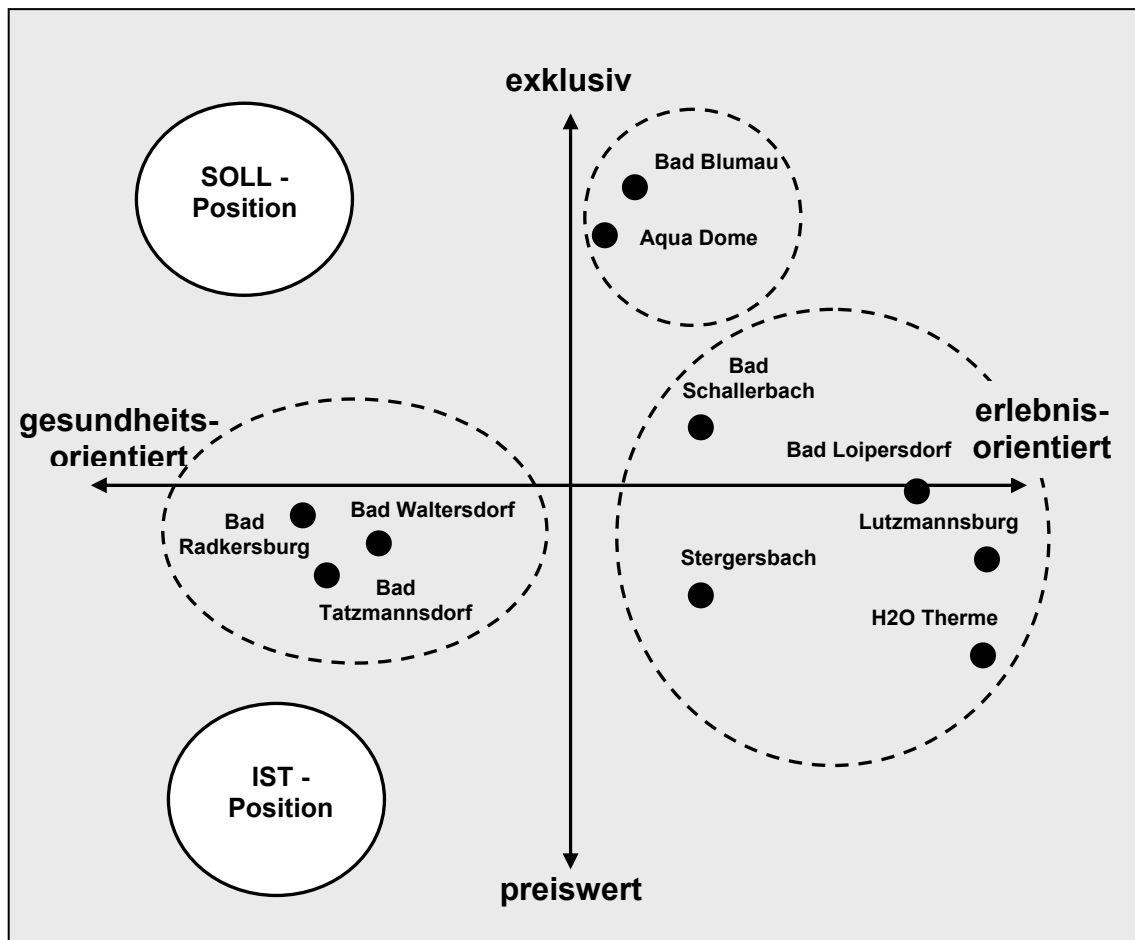 exklusiv
SOLL -
Position
Bad Blumau
Aqua Dome
Bad
Schallerbach
gesundheits-
orientiert
erlebnis-
orientiert
Bad Loipersdorf
Bad Waltersdorf
Bad
Radkersburg
Lutzmannsburg
Stergersbach
Bad
Tatzmannsdorf
H2O Therme
IST -
Position
preiswert